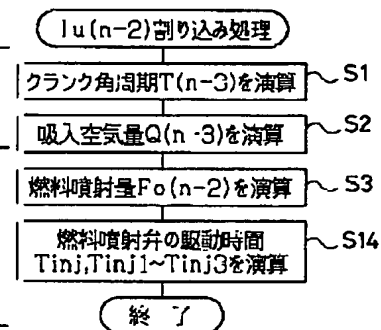 Iu(n-2)割り込み処理
クランク角周期T(n-3)を演算
S1
吸入空気量Q(n-3)を演算
S2
燃料噴射量Fo(n-2)を演算
S3
燃料噴射弁の駆動時間
Tinj,Tinj1~Tinj3を演算
S14
終了